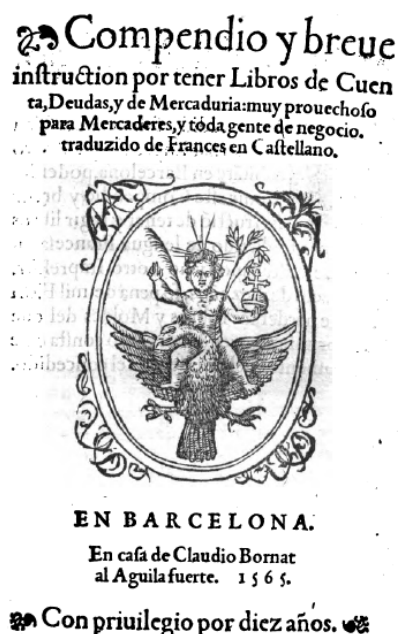 Compendio y breue
inſtruction por tener Libros de Cuen
ta, Deudas, y de Mercaduria: muy prouechoſo
para Mercaderes, y toda gente de negocio.
traduzido de Frances en Caſtellano.
EN BARCELONA.
En caſa de Claudio Bornat
al Aguila fuerte. 1565.
Con priuilegio por diez años.